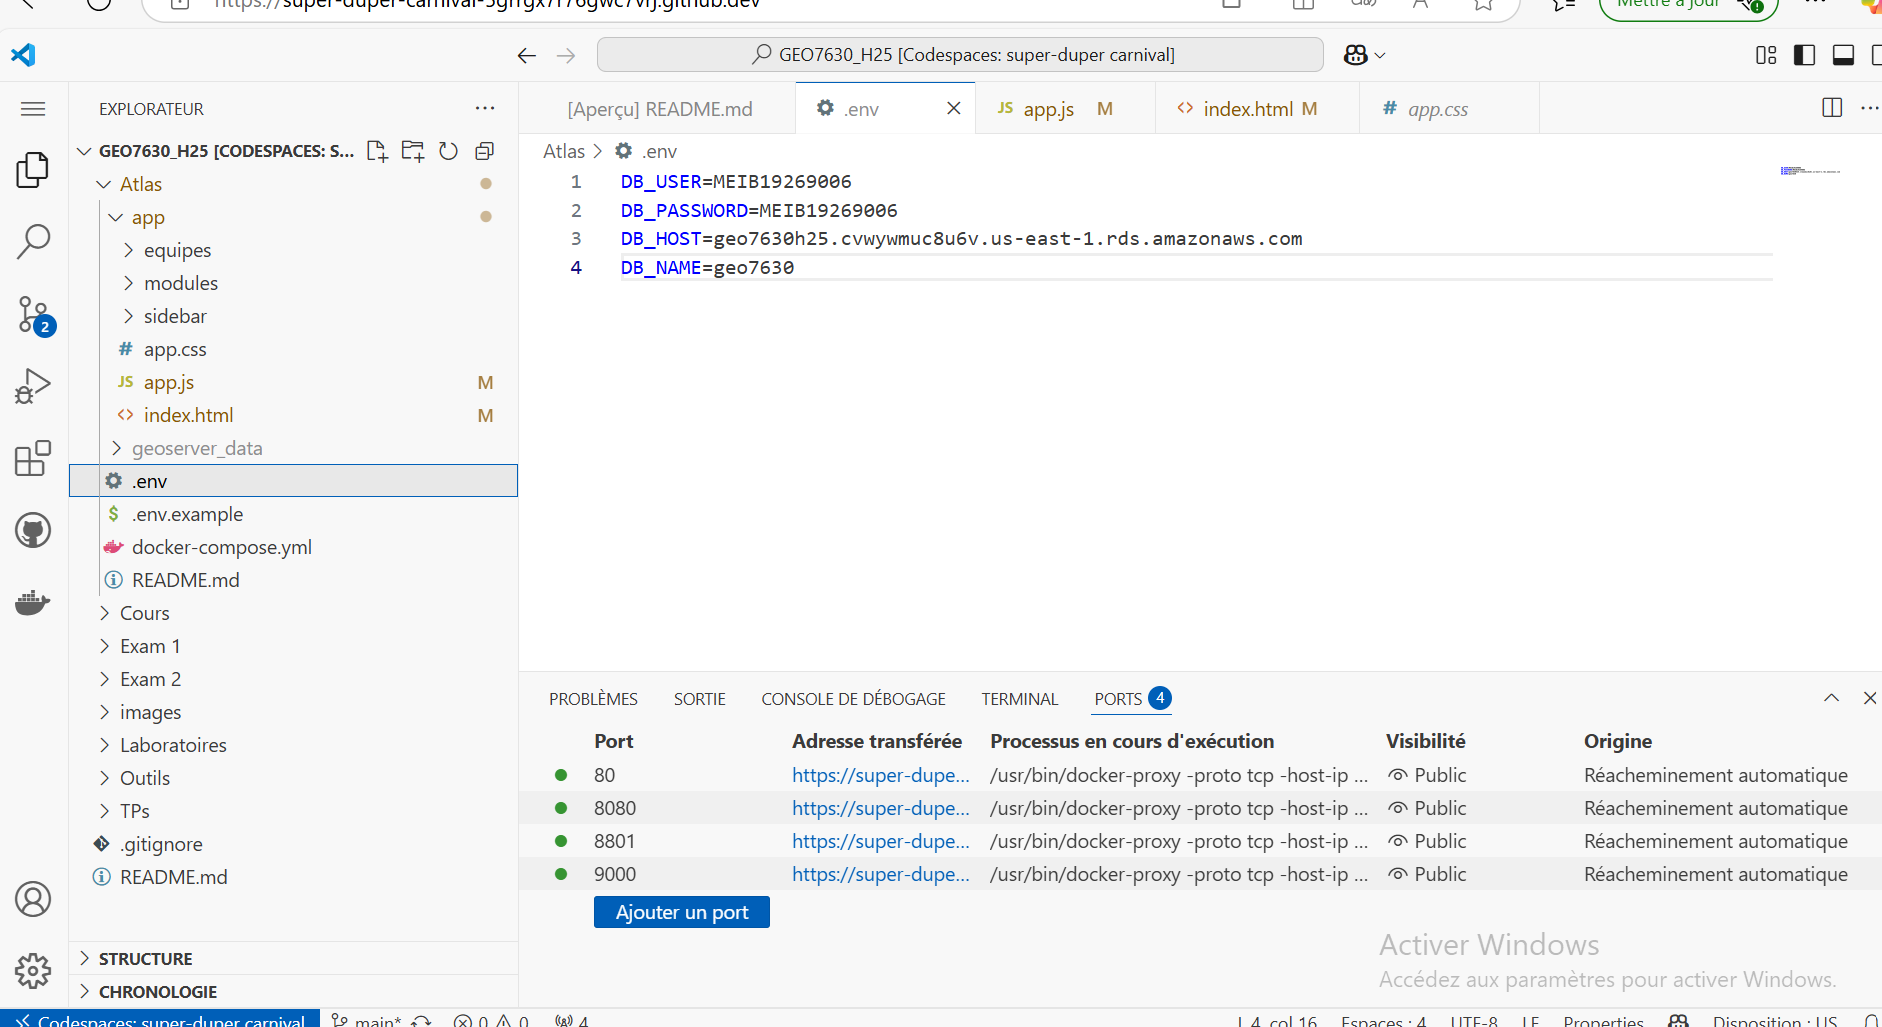 GEO7630_H25 [Codespaces: super-duper carnival]
EXPLORATEUR
GEO7630_H25 [CODESPACES: S...
Atlas
app
equipes
modules
sidebar
# app.css
JS app.js M
<> index.html M
geoserver_data
.env
$ .env.example
docker-compose.yml
README.md
Cours
Exam 1
Exam 2
images
Laboratoires
Outils
TPs
.gitignore
README.md
STRUCTURE
CHRONOLOGIE
2
[Aperçu] README.md
.env
JS app.js M
<> index.html M
# app.css
Atlas > .env
1 DB_USER=MEIB19269006
2 DB_PASSWORD=MEIB19269006
3 DB_HOST=geo7630h25.cvwywmuc8u6v.us-east-1.rds.amazonaws.com
4 DB_NAME=geo7630
PROBLÈMES SORTIE CONSOLE DE DÉBOGAGE TERMINAL PORTS 4
Port Adresse transférée Processus en cours d'exécution Visibilité Origine
80 https://super-dupe... /usr/bin/docker-proxy -proto tcp -host-ip ... Public Réacheminement automatique
8080 https://super-dupe... /usr/bin/docker-proxy -proto tcp -host-ip ... Public Réacheminement automatique
8801 https://super-dupe... /usr/bin/docker-proxy -proto tcp -host-ip ... Public Réacheminement automatique
9000 https://super-dupe... /usr/bin/docker-proxy -proto tcp -host-ip ... Public Réacheminement automatique
Ajouter un port
Activer Windows
Accédez aux paramètres pour activer Windows.
Codespaces: super-duper carnival main* 0 0 4 L 4, col 16 Espaces : 4 UTF-8 LF Properties Disposition : US